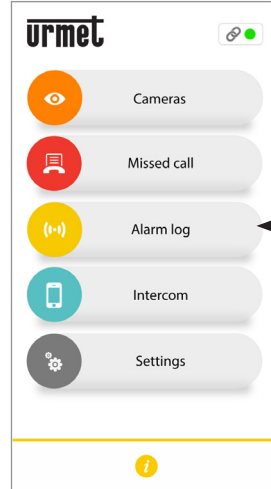 urmet
Cameras
Missed call
Alarm log
Intercom
Settings
i